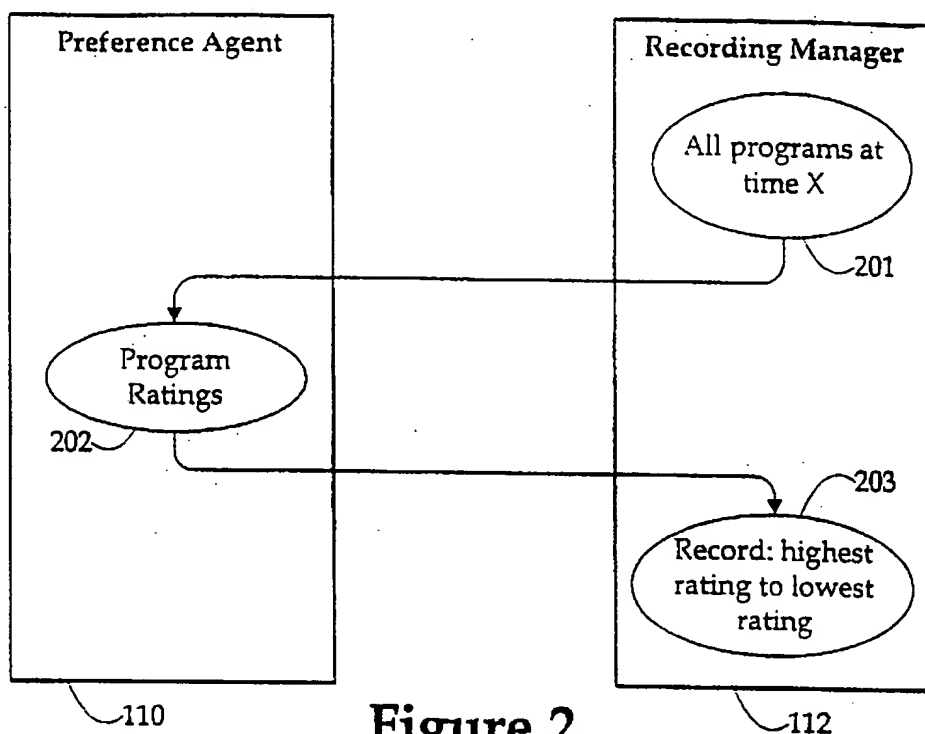 Preference Agent
Recording Manager
All programs at
time X
201
Program
Ratings
202
203
Record: highest
rating to lowest
rating
110
Figure 2
112